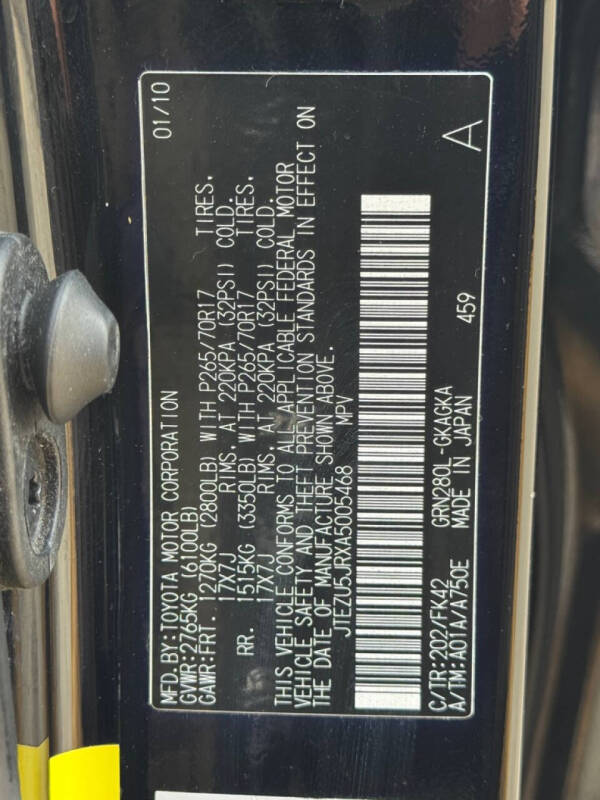 MFD.BY:TOYOTA MOTOR CORPORATION 01/10
GVWR:2765KG (6100LB)
GAWR:FRT. 1270KG (2800LB) WITH P265/70R17 TIRES.
17X7J RIMS. AT 220KPA (32PSI) COLD.
RR. 1515KG (3350LB) WITH P265/70R17 TIRES.
17X7J RIMS. AT 220KPA (32PSI) COLD.
THIS VEHICLE CONFORMS TO ALL APPLICABLE FEDERAL MOTOR
VEHICLE SAFETY AND THEFT PREVENTION STANDARDS IN EFFECT ON
THE DATE OF MANUFACTURE SHOWN ABOVE.
JTEZU5JRXA5005468 MPV
C/TR:202/FK42 GRN280L-GKAGKA 459
A/TM:A01A/A750E MADE IN JAPAN A